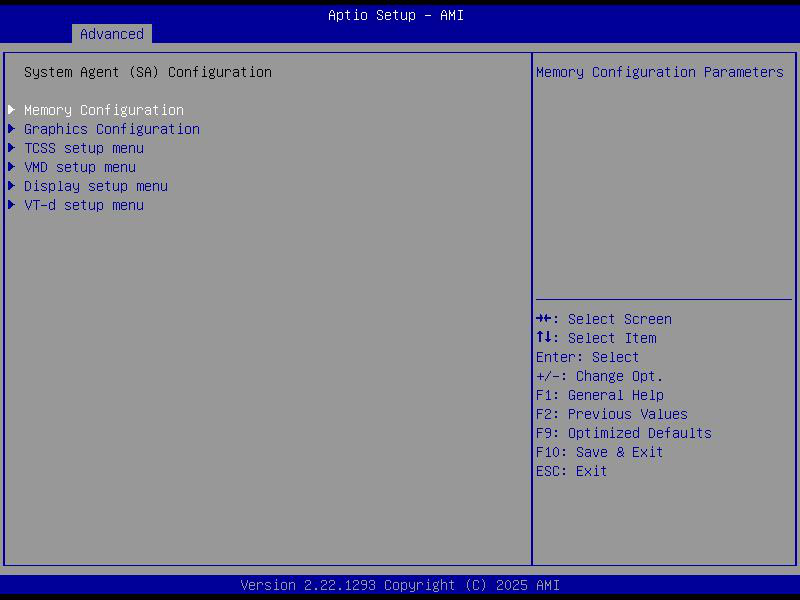 Aptio Setup - AMI
Advanced
System Agent (SA) Configuration
Memory Configuration
Graphics Configuration
TCSS setup menu
VMD setup menu
Display setup menu
VT-d setup menu
Memory Configuration Parameters
→←: Select Screen
↑↓: Select Item
Enter: Select
+/-: Change Opt.
F1: General Help
F2: Previous Values
F9: Optimized Defaults
F10: Save & Exit
ESC: Exit
Version 2.22.1293 Copyright (C) 2025 AMI